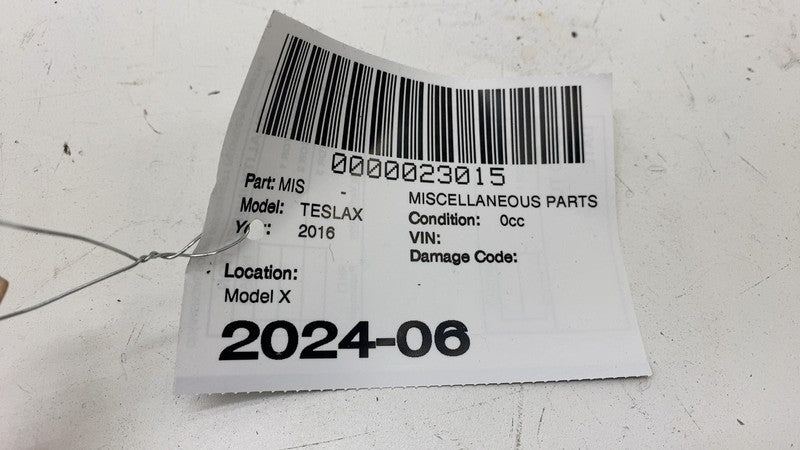 0000023015
Part: MIS - MISCELLANEOUS PARTS
Model: TESLAX Condition: 0cc
2016 VIN:
Damage Code:
Location:
Model X
2024-06